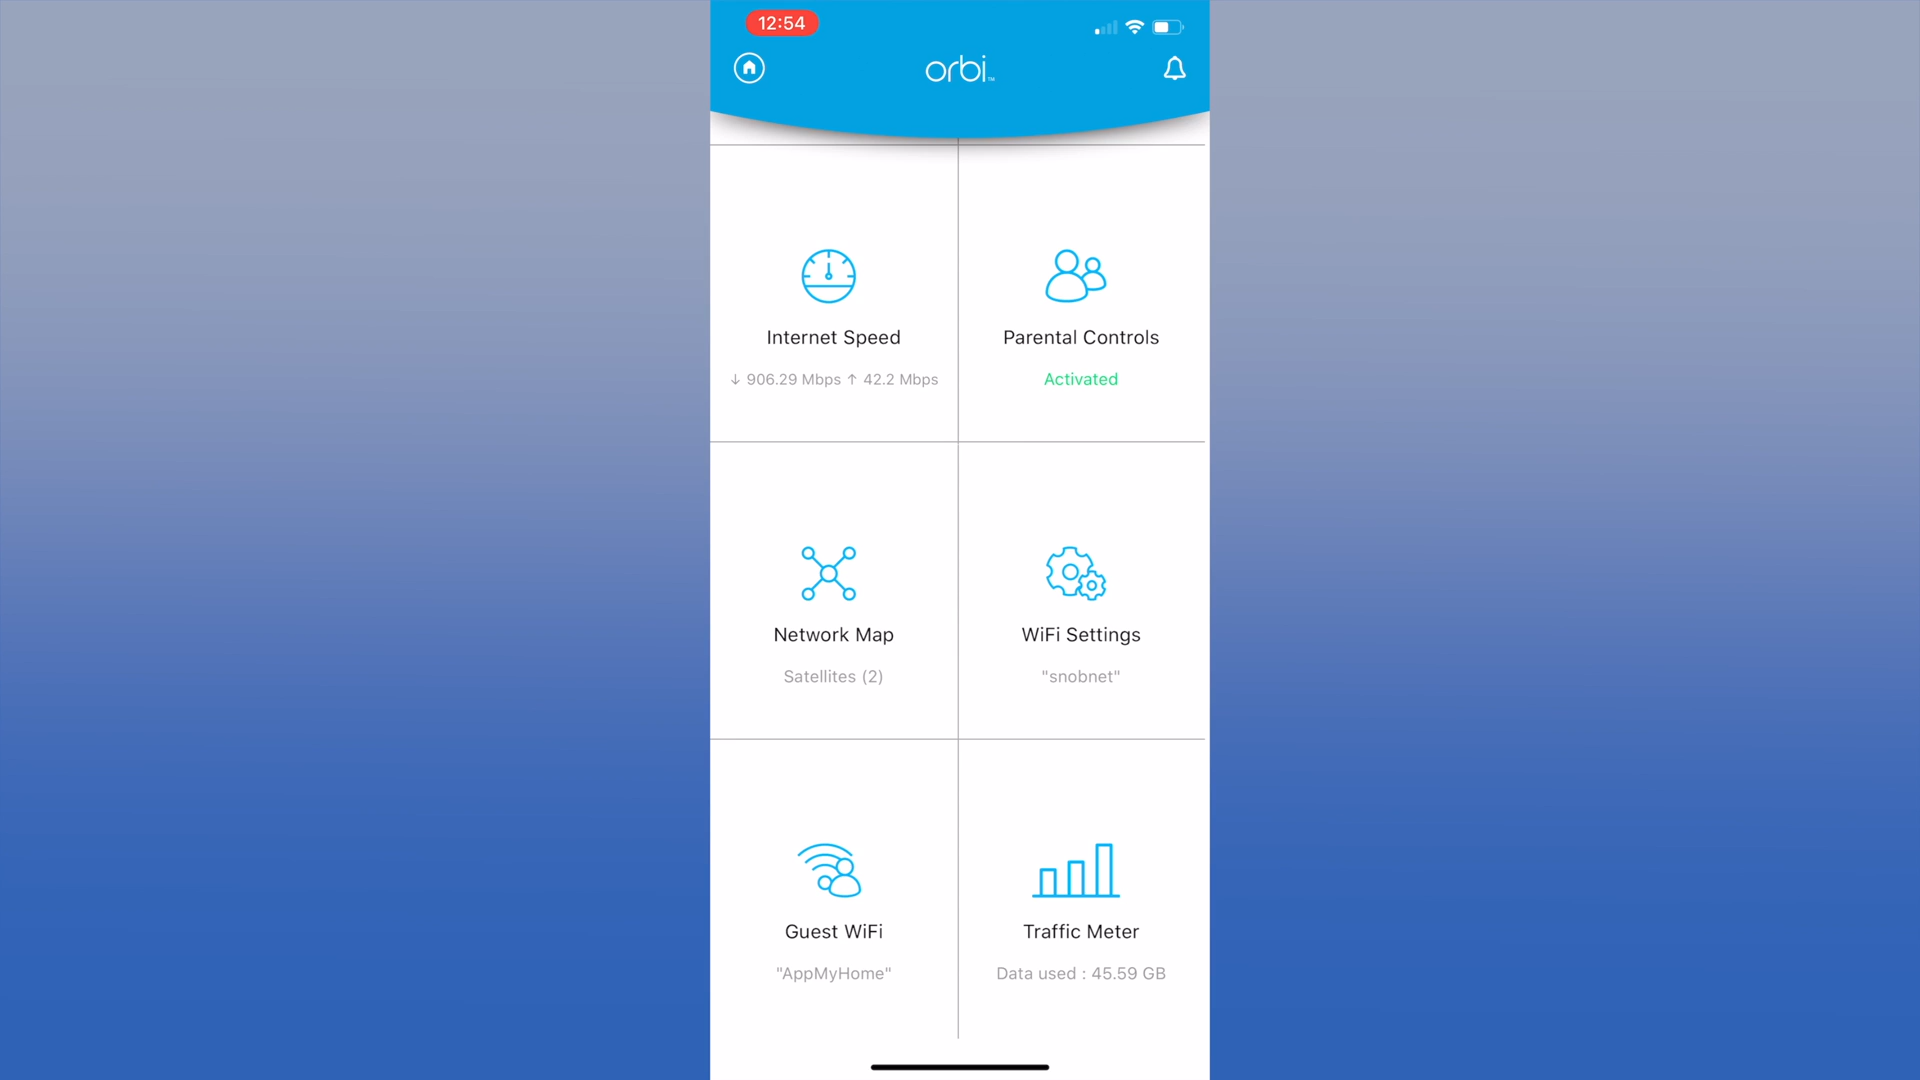 12:54
orbi™
Internet Speed
↓ 906.29 Mbps ↑ 42.2 Mbps
Parental Controls
Activated
Network Map
Satellites (2)
WiFi Settings
"snobnet"
Guest WiFi
"AppMyHome"
Traffic Meter
Data used : 45.59 GB